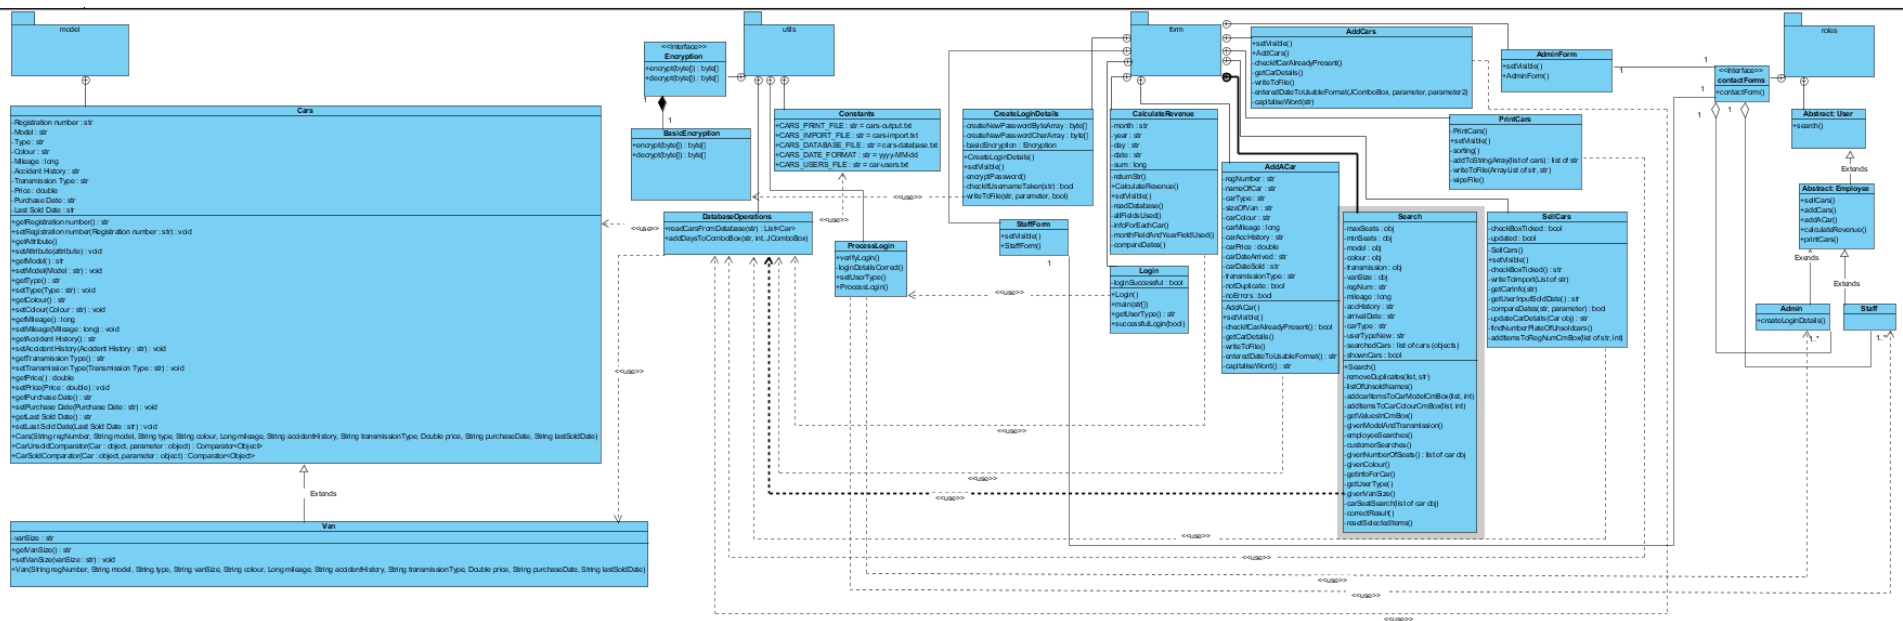 model
Cars
-Registration number : str
-Model : str
-Type : str
-Colour : str
-Mileage : long
-Accident History : str
-Transmission Type : str
-Price : double
-Purchase Date : str
-Last Sold Date : str
+getRegistration number() : str
+setRegistration number(Registration number : str) : void
+getAttribute()
+setAttribute(attribute) : void
+getModel() : str
+setModel(Model : str) : void
+getType() : str
+setType(Type : str) : void
+getColour() : str
+setColour(Colour : str) : void
+getMileage() : long
+setMileage(Mileage : long) : void
+getAccident History() : str
+setAccident History(Accident History : str) : void
+getTransmission Type() : str
+setTransmission Type(Transmission Type : str) : void
+getPrice() : double
+setPrice(Price : double) : void
+getPurchase Date() : str
+setPurchase Date(Purchase Date : str) : void
+getLast Sold Date() : str
+setLast Sold Date(Last Sold Date : str) : void
+Cars(String regNumber, String model, String type, String colour, Long mileage, String accidentHistory, String transmissionType, Double price, String purchaseDate, String lastSoldDate)
+CarUnsoldComparator(Car : object, parameter : object) : Comparator<Object>
+CarSoldComparator(Car : object, parameter : object) : Comparator<Object>
Extends
Van
-vanSize : str
+getVanSize() : str
+setVanSize(vanSize : str) : void
+Van(String regNumber, String model, String type, String vanSize, String colour, Long mileage, String accidentHistory, String transmissionType, Double price, String purchaseDate, String lastSoldDate)
utils
<<Interface>>
Encryption
+encrypt(byte[]) : byte[]
+decrypt(byte[]) : byte[]
1
1
BasicEncryption
+encrypt(byte[]) : byte[]
+decrypt(byte[]) : byte[]
Constants
+CARS_PRINT_FILE : str = cars-output.txt
+CARS_IMPORT_FILE : str = cars-import.txt
+CARS_DATABASE_FILE : str = cars-database.txt
+CARS_DATE_FORMAT : str = yyyy-MM-dd
+CARS_USERS_FILE : str = car-users.txt
DatabaseOperations
+readCarsFromDatabase(str) : List<Car>
+addDaysToComboBox(str, int, JComboBox)
<<use>>
<<use>>
<<use>>
ProcessLogin
+verifyLogin()
-loginDetailsCorrect()
+setUserType()
+ProcessLogin()
form
CreateLoginDetails
-createNewPasswordByteArray : byte[]
-createNewPasswordCharArray : byte[]
-basicEncryption : Encryption
+CreateLoginDetails()
+setVisible()
-encryptPassword()
-checkIfUsernameTaken(str) : bool
-writeToFile(str, parameter, bool)
<<use>>
StaffForm
+setVisible()
+StaffForm()
1
CalculateRevenue
-month : str
-year : str
-day : str
-date : str
-sum : long
-returnStr()
+CalculateRevenue()
+setVisible()
-readDatabase()
-allFieldsUsed()
-infoForEachCar()
-monthFieldAndYearFieldUsed()
-compareDates()
Login
-loginSuccessful : bool
+Login()
+main(str[])
+getUserType() : str
+successfulLogin(bool)
<<use>>
AddCars
+setVisible()
+AddCars()
-checkIfCarAlreadyPresent()
-getCarDetails()
-writeToFile()
-enteredDateToUsableFormat(JComboBox, parameter, parameter2)
-capitaliseWord(str)
AddACar
-regNumber : str
-nameOfCar : str
-carType : str
-sizeOfVan : str
-carColour : str
-carMileage : long
-carAccHistory : str
-carPrice : double
-carDateArrived : str
-carDateSold : str
-transmissionType : str
-notDuplicate : bool
-noErrors : bool
-AddACar()
+setVisible()
-checkIfCarAlreadyPresent() : bool
-getCarDetails()
-writeToFile()
-enteredDateToUsableFormat() : str
-capitaliseWord() : str
AdminForm
+setVisible()
+AdminForm()
1
PrintCars
-PrintCars()
+setVisible()
-sorting()
-addToStringArray(list of cars) : list of str
-writeToFile(ArrayList of str, str)
-wipeFile()
Search
-maxSeats : obj
-minSeats : obj
-model : obj
-colour : obj
-transmission : obj
-vanSize : obj
-regNum : str
-mileage : long
-accHistory : str
-arrivalDate : str
-carType : str
-userTypeNew : str
-searchedCars : list of cars (objects)
-shownCars : bool
+Search()
-removeDuplicates(list, str)
-listOfUnsoldNames()
-addcarItemsToCarModelCmBox(list, int)
-addItemsToCarColourCmBox(list, int)
-getValuesInCmBox()
-givenModelAndTransmission()
-employeeSearches()
-customerSearches()
-givenNumberOfSeats() : list of car obj
-givenColour()
-getInfoForCar()
-getUserType()
-givenVanSize()
-carSeatSearch(list of car obj)
-correctResult()
-resetSelectedItems()
SellCars
-checkBoxTicked : bool
-updated : bool
-SellCars()
+setVisible()
-checkBoxTicked() : str
-writeToImport(List of str)
-getCarInfo(str)
-getUserInputSoldDate() : str
-compareDates(str, parameter) : bool
-updateCarDetails(Car obj) : str
-findNumberPlateOfUnsoldcars()
-addItemsToRegNumCmBox(list of str, int)
roles
<<Interface>>
contactForms
+contactForm()
1
1
1
1
Abstract: User
+search()
Extends
Abstract: Employee
+sellCars()
+addCars()
+addACar()
+calculateRevenue()
+printCars()
Extends
Extends
Admin
+createLoginDetails()
Staff
1..*
1..*
<<use>>
<<use>>
<<use>>
<<use>>
<<use>>
<<use>>
<<use>>